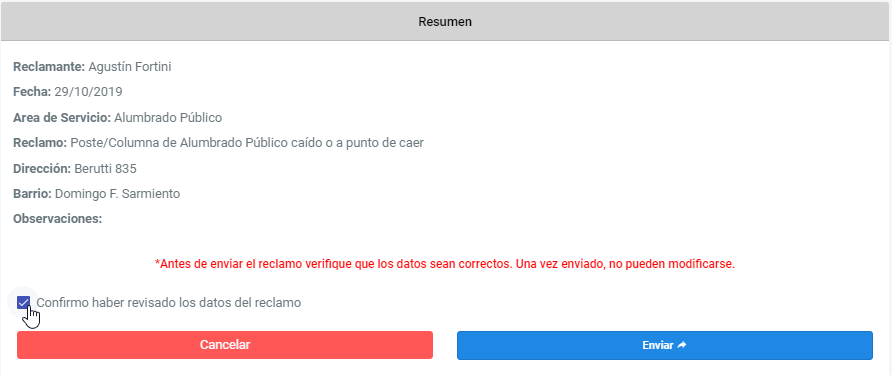 Resumen
Reclamante: Agustín Fortini
Fecha: 29/10/2019
Area de Servicio: Alumbrado Público
Reclamo: Poste/Columna de Alumbrado Público caído o a punto de caer
Dirección: Berutti 835
Barrio: Domingo F. Sarmiento
Observaciones:
*Antes de enviar el reclamo verifique que los datos sean correctos. Una vez enviado, no pueden modificarse.
Confirmo haber revisado los datos del reclamo
Cancelar
Enviar